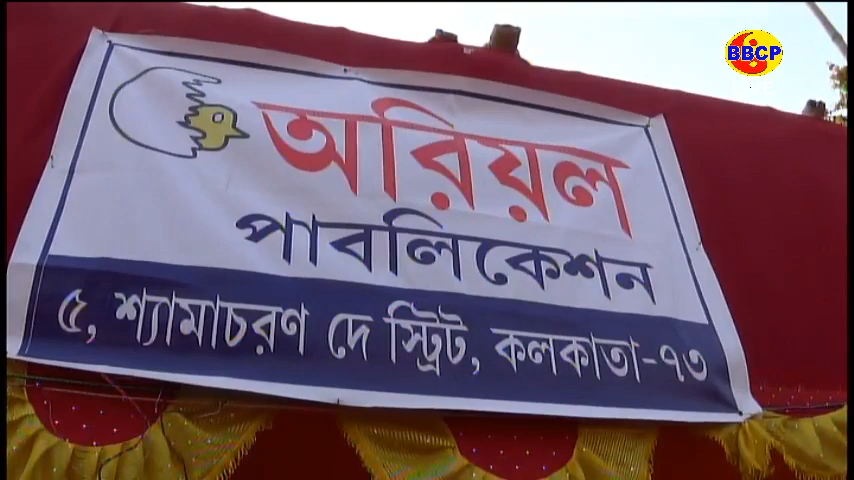 BBCP
অরিয়ল
পাবলিকেশন
৫, শ্যামাচরণ দে স্ট্রিট, কলকাতা-৭৩